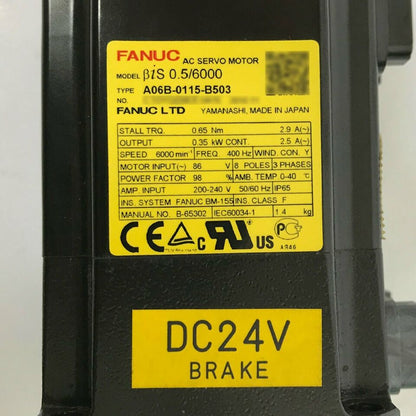 FANUC AC SERVO MOTOR
MODEL βiS 0.5/6000
TYPE A06B-0115-B503
NO.
FANUC LTD YAMANASHI, MADE IN JAPAN
STALL TRQ. 0.65 Nm 2.9 A(~)
OUTPUT 0.35 kW CONT. 2.5 A(~)
SPEED 6000 min⁻¹ FREQ. 400 Hz WIND. CON. Y
MOTOR INPUT(~) 86 V 8 POLES 3 PHASES
POWER FACTOR 98 % AMB. TEMP. 0-40 ℃
AMP. INPUT 200-240 V 50/60 Hz IP65
INS. SYSTEM FANUC BM-155 INS. CLASS F
MANUAL NO. B-65302 IEC60034-1 1.4 kg
CE TÜV c RU US PC
AЯ46
DC24V
BRAKE